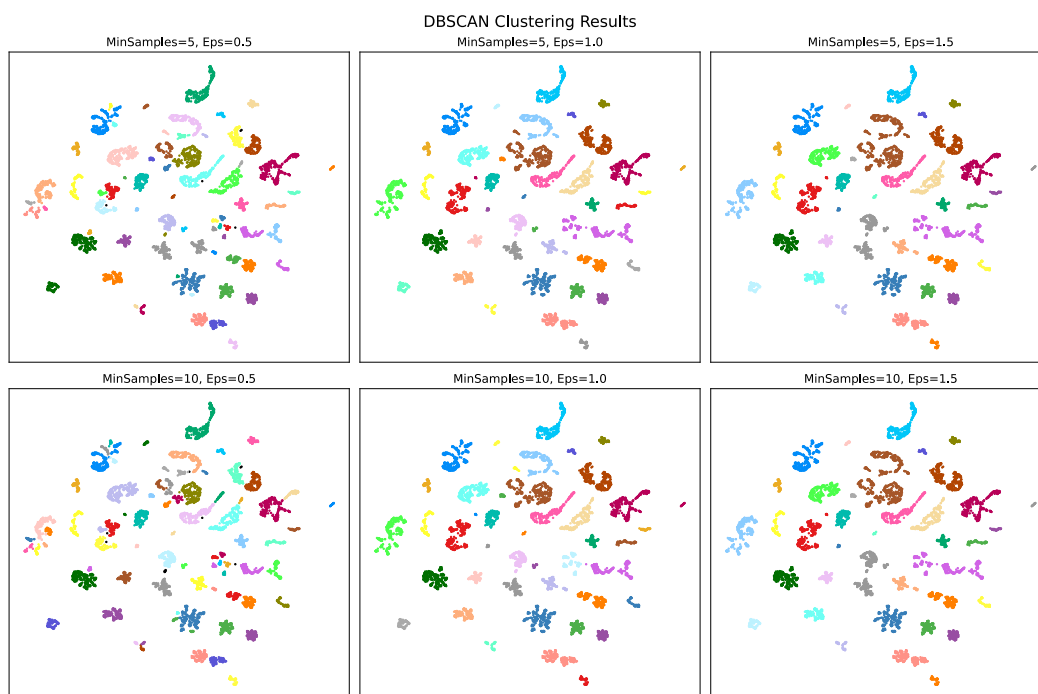 DBSCAN Clustering Results
MinSamples=5, Eps=0.5
MinSamples=5, Eps=1.0
MinSamples=5, Eps=1.5
MinSamples=10, Eps=0.5
MinSamples=10, Eps=1.0
MinSamples=10, Eps=1.5